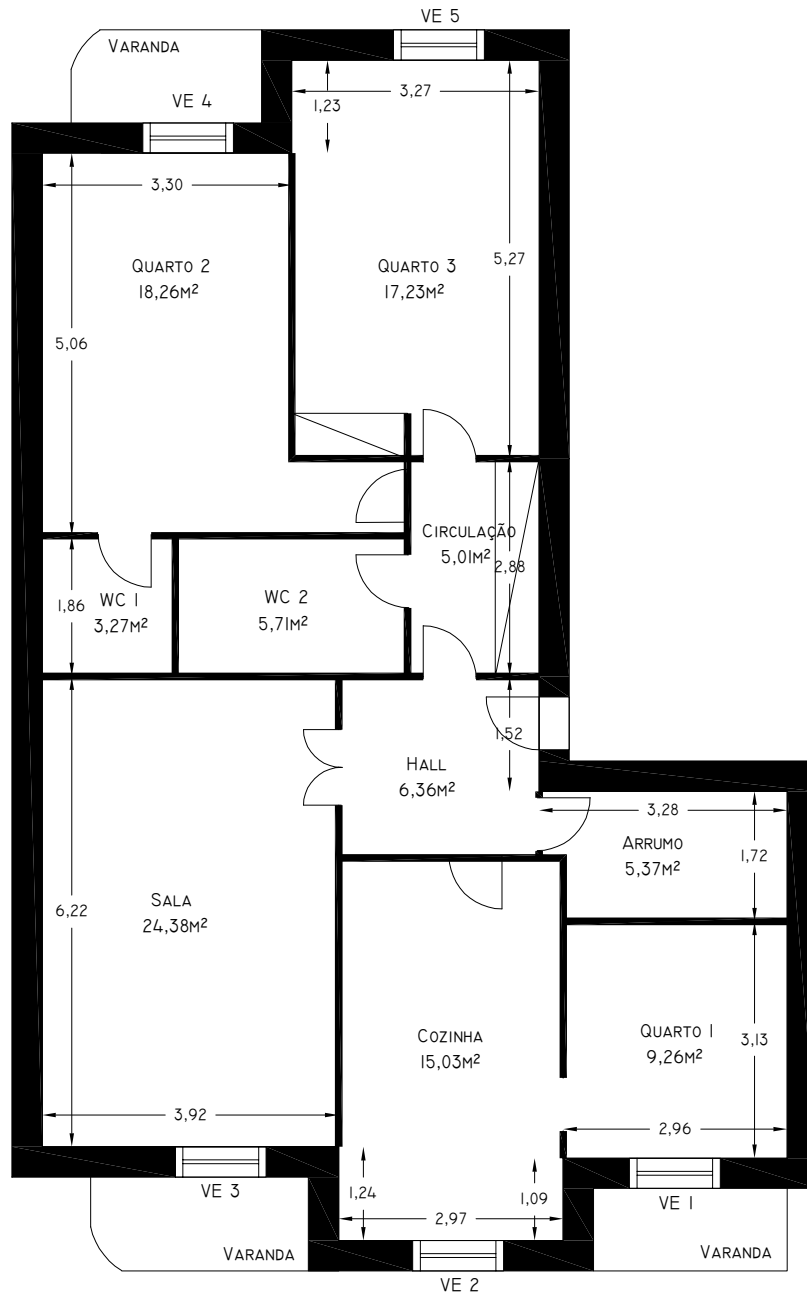 VE 5
VARANDA
VE 4
3,27
1,23
3,30
QUARTO 2
18,26M²
QUARTO 3
17,23M²
5,27
5,06
CIRCULAÇÃO
5,01M²
2,88
WC 1
3,27M²
1,86
WC 2
5,71M²
1,52
HALL
6,36M²
3,28
ARRUMO
5,37M²
1,72
SALA
24,38M²
6,22
COZINHA
15,03M²
QUARTO 1
9,26M²
3,13
3,92
2,96
VE 3
1,24
1,09
VE 1
2,97
VARANDA
VARANDA
VE 2